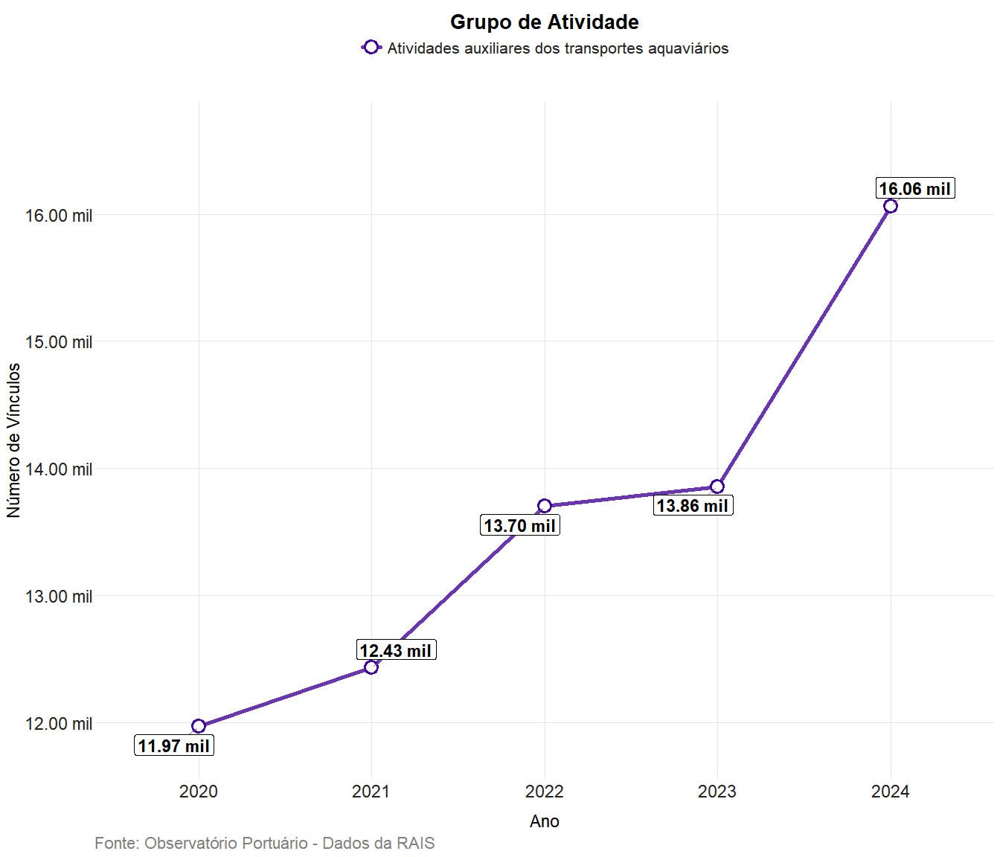 Grupo de Atividade
Atividades auxiliares dos transportes aquaviários
16.06 mil
16.00 mil
15.00 mil
Número de Vínculos
14.00 mil
13.86 mil
13.70 mil
13.00 mil
12.43 mil
12.00 mil
11.97 mil
2020 2021 2022 2023 2024
Ano
Fonte: Observatório Portuário - Dados da RAIS